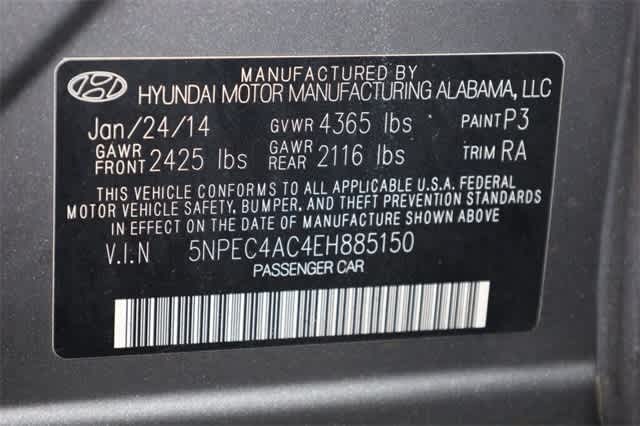 MANUFACTURED BY
HYUNDAI MOTOR MANUFACTURING ALABAMA, LLC
Jan/24/14 GVWR 4365 lbs PAINT P3
GAWR FRONT 2425 lbs GAWR REAR 2116 lbs TRIM RA
THIS VEHICLE CONFORMS TO ALL APPLICABLE U.S.A. FEDERAL
MOTOR VEHICLE SAFETY, BUMPER, AND THEFT PREVENTION STANDARDS
IN EFFECT ON THE DATE OF MANUFACTURE SHOWN ABOVE
V.I.N 5NPEC4AC4EH885150
PASSENGER CAR